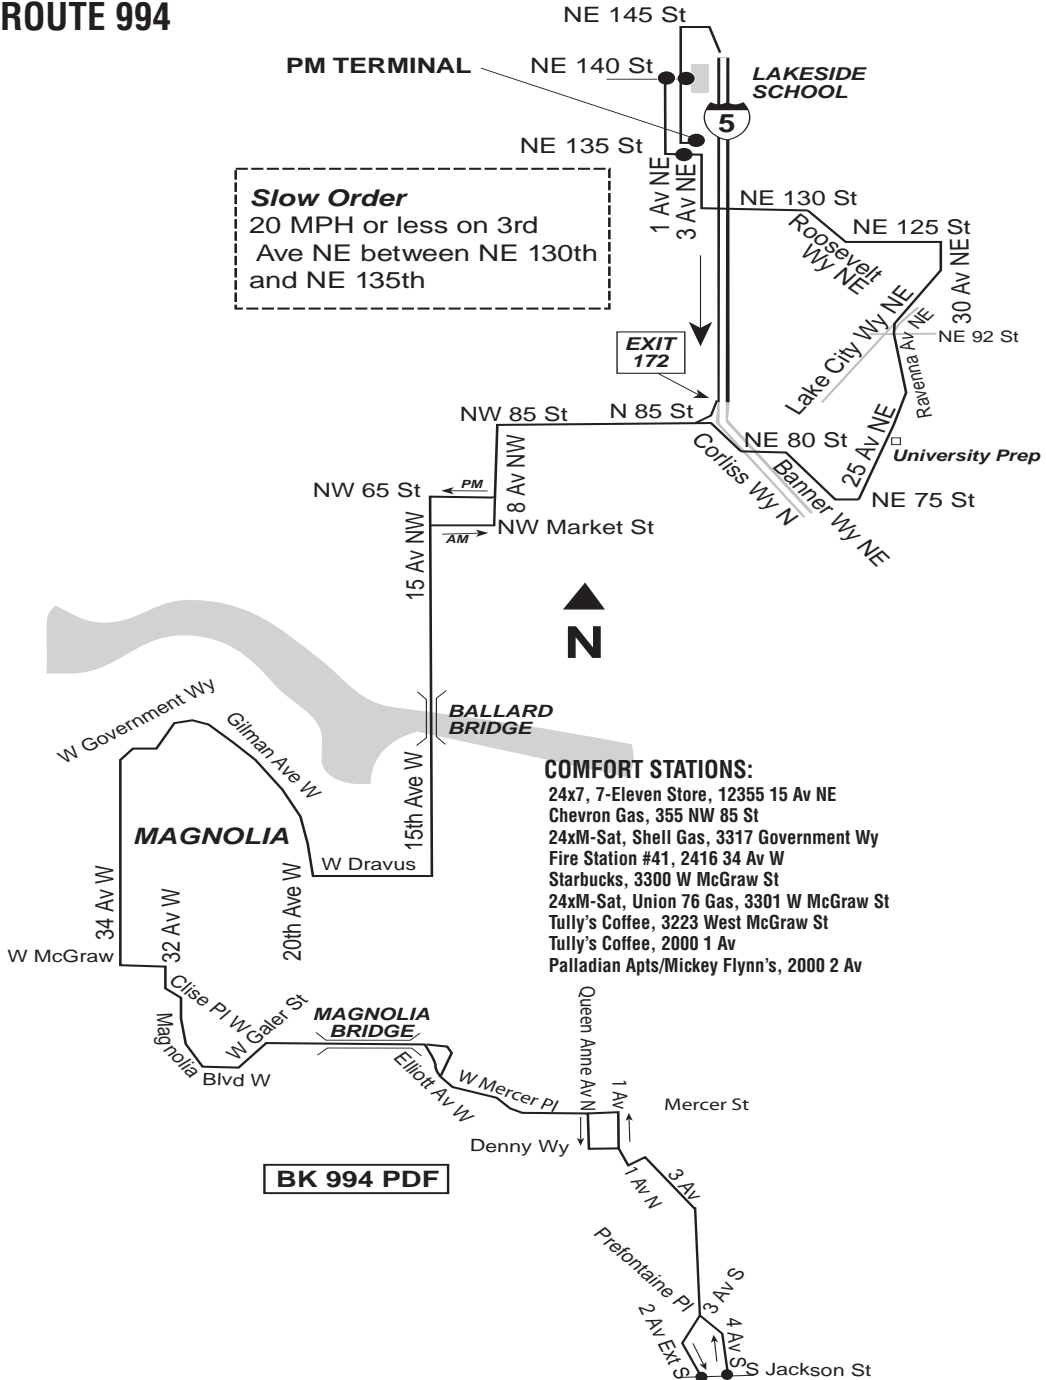 ROUTE 994
NE 145 St
PM TERMINAL
NE 140 St
LAKESIDE
SCHOOL
5
NE 135 St
1 Av NE
3 Av NE
Slow Order
20 MPH or less on 3rd
Ave NE between NE 130th
and NE 135th
NE 130 St
Roosevelt
Wy NE
NE 125 St
30 Av NE
Lake City Wy NE
Ravenna Av NE
NE 92 St
EXIT
172
NW 85 St
N 85 St
NE 80 St
25 Av NE
University Prep
Corliss Wy N
Banner Wy NE
NE 75 St
8 Av NW
NW 65 St
PM
NW Market St
AM
15 Av NW
N
BALLARD
BRIDGE
W Government Wy
Gilman Ave W
15th Ave W
MAGNOLIA
W Dravus
34 Av W
32 Av W
20th Ave W
W McGraw
COMFORT STATIONS:
24x7, 7-Eleven Store, 12355 15 Av NE
Chevron Gas, 355 NW 85 St
24xM-Sat, Shell Gas, 3317 Government Wy
Fire Station #41, 2416 34 Av W
Starbucks, 3300 W McGraw St
24xM-Sat, Union 76 Gas, 3301 W McGraw St
Tully's Coffee, 3223 West McGraw St
Tully's Coffee, 2000 1 Av
Palladian Apts/Mickey Flynn's, 2000 2 Av
Clise Pl W
W Galer St
Magnolia
Blvd W
MAGNOLIA
BRIDGE
Elliott Av W
W Mercer Pl
Queen Anne Av N
1 Av
Mercer St
Denny Wy
BK 994 PDF
1 Av N
3 Av
Prefontaine Pl
3 Av S
2 Av Ext S
4 Av S
S Jackson St